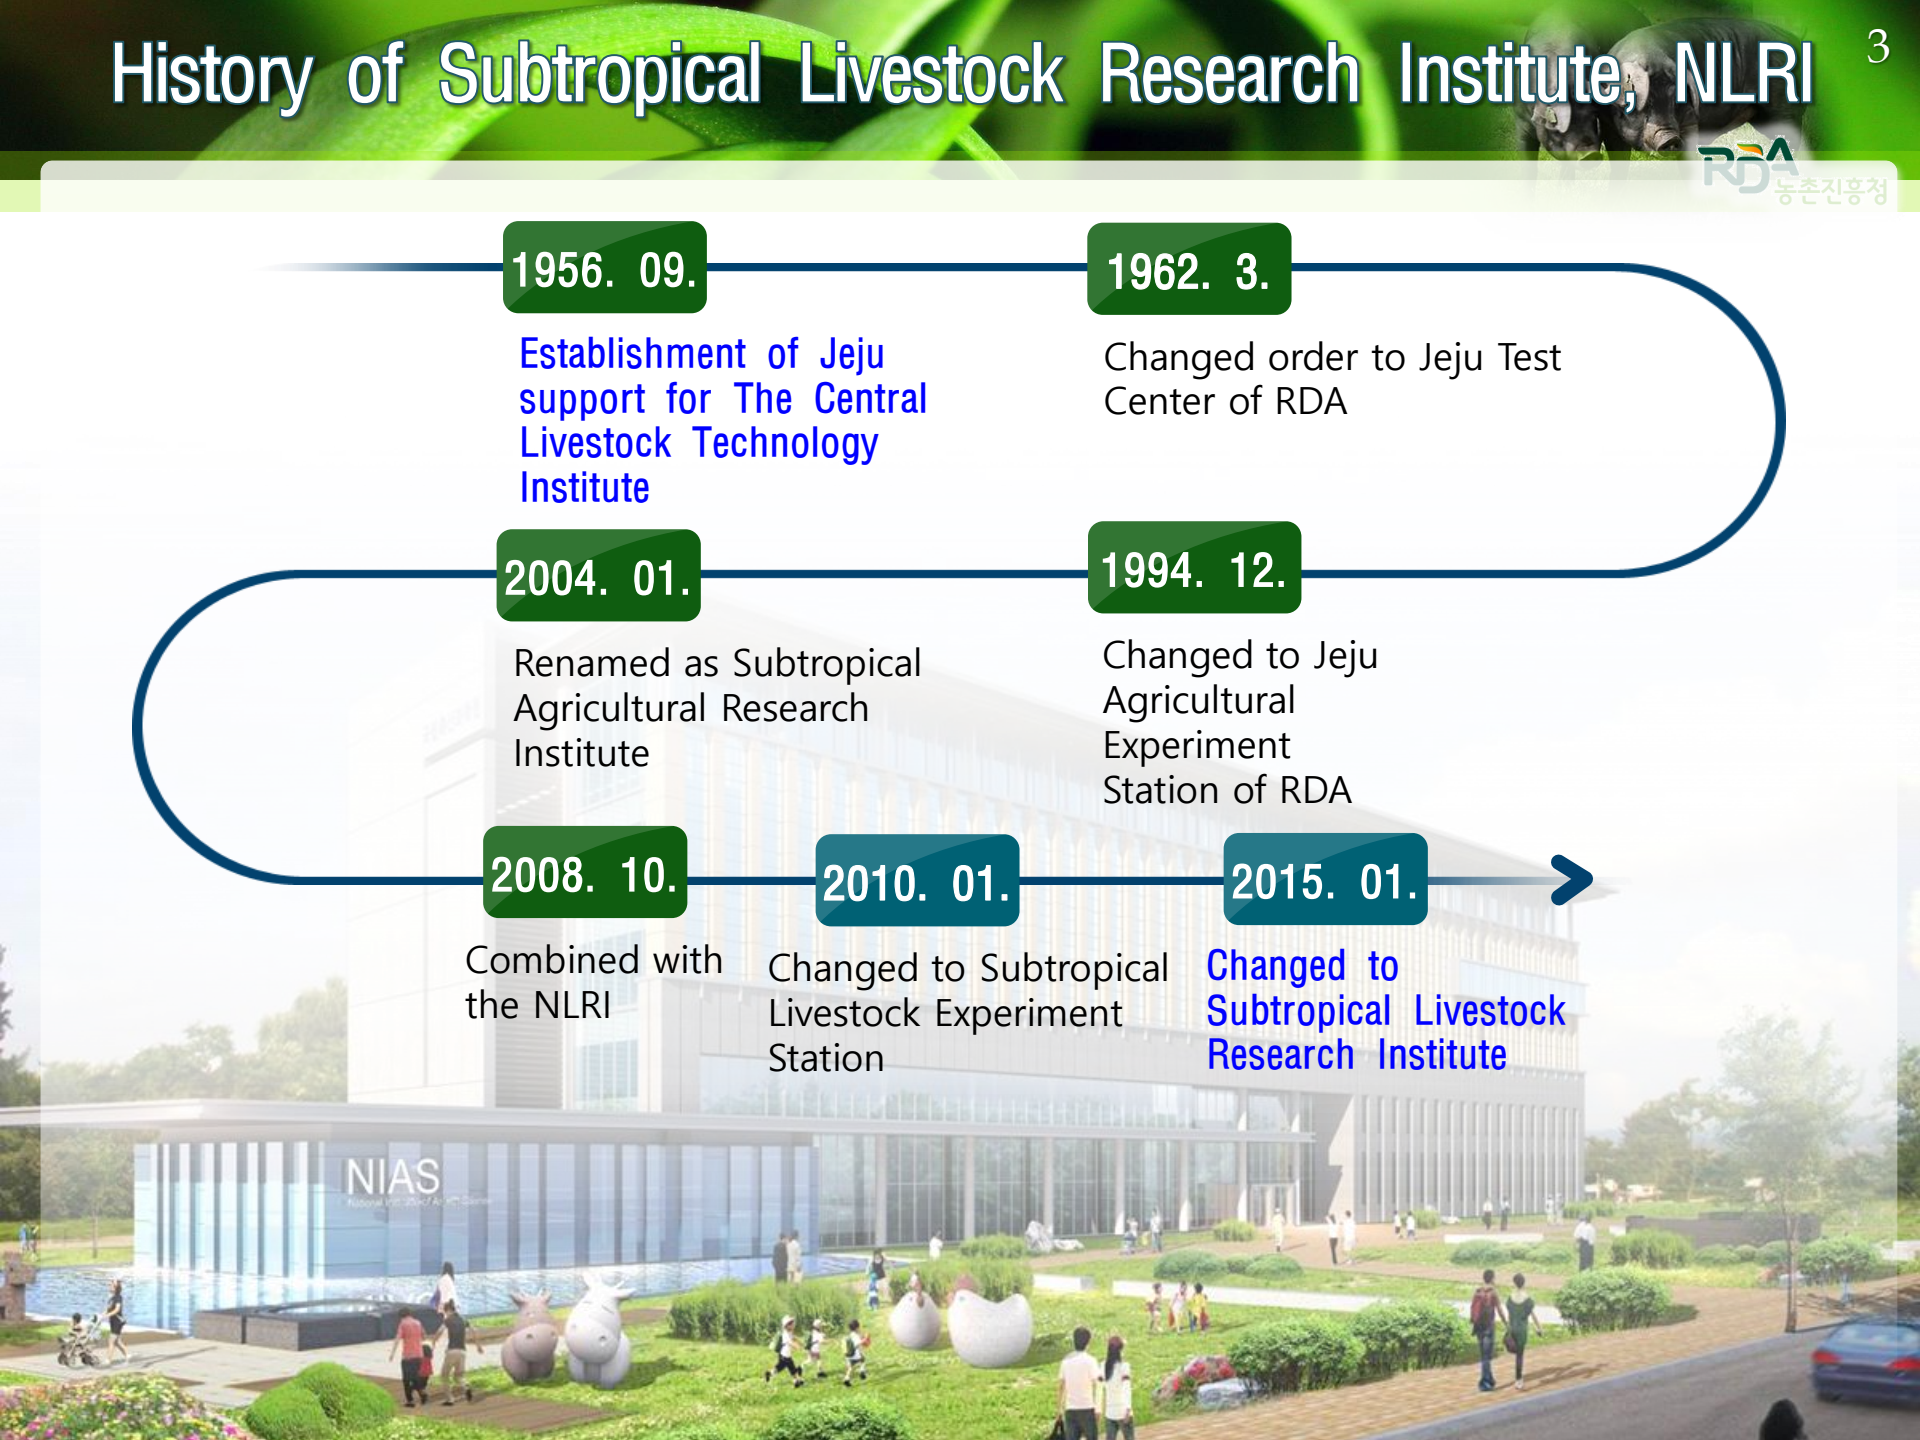 History of Subtropical Livestock Research Institute, NLRI
3
RDA
농촌진흥청
1956. 09.
Establishment of Jeju
support for The Central
Livestock Technology
Institute
1962. 3.
Changed order to Jeju Test
Center of RDA
1994. 12.
Changed to Jeju
Agricultural
Experiment
Station of RDA
2004. 01.
Renamed as Subtropical
Agricultural Research
Institute
2008. 10.
Combined with
the NLRI
2010. 01.
Changed to Subtropical
Livestock Experiment
Station
2015. 01.
Changed to
Subtropical Livestock
Research Institute
NIAS